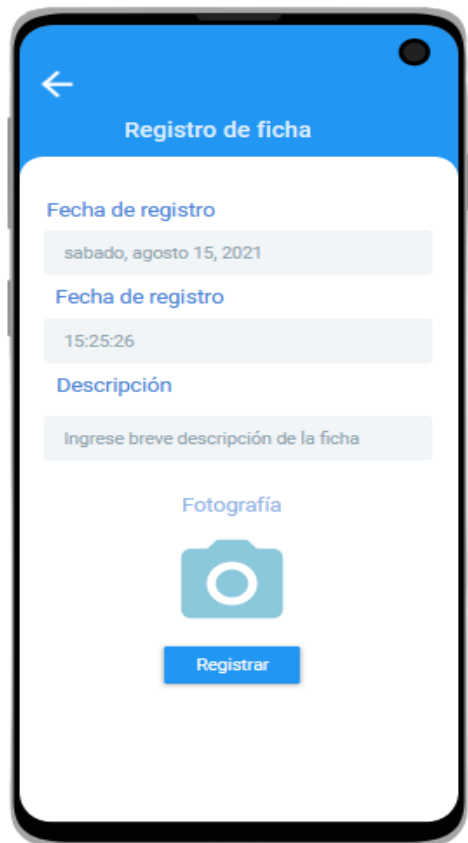 Registro de ficha
Fecha de registro
sabado, agosto 15, 2021
Fecha de registro
15:25:26
Descripción
Ingrese breve descripción de la ficha
Fotografía
Registrar